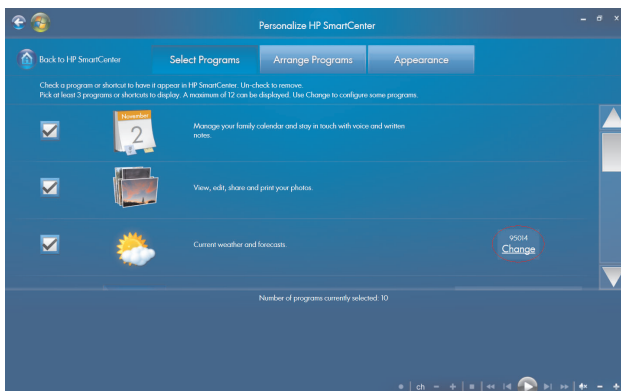 Personalize HP SmartCenter
Back to HP SmartCenter
Select Programs
Arrange Programs
Appearance
Check a program or shortcut to have it appear in HP SmartCenter. Un-check to remove.
Pick at least 3 programs or shortcuts to display. A maximum of 12 can be displayed. Use Change to configure some programs.
November
2
Manage your family calendar and stay in touch with voice and written
notes.
View, edit, share and print your photos.
Current weather and forecasts.
95014
Change
Number of programs currently selected: 10
ch